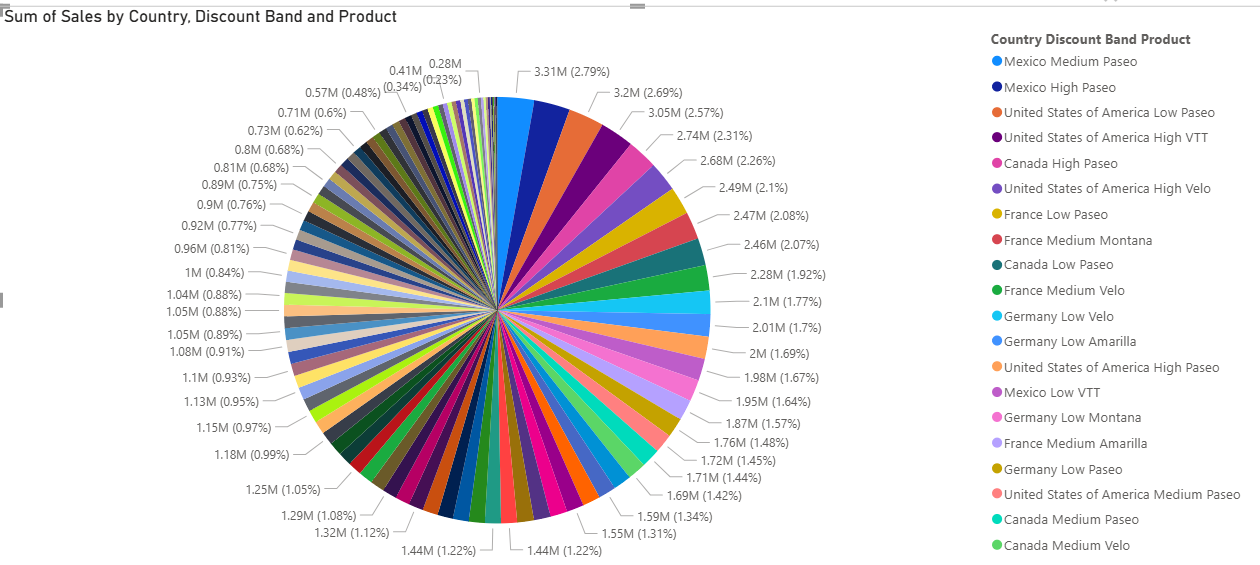 Sum of Sales by Country, Discount Band and Product
3.31M (2.79%)
3.2M (2.69%)
3.05M (2.57%)
2.74M (2.31%)
2.68M (2.26%)
2.49M (2.1%)
2.47M (2.08%)
2.46M (2.07%)
2.28M (1.92%)
2.1M (1.77%)
2.01M (1.7%)
2M (1.69%)
1.98M (1.67%)
1.95M (1.64%)
1.87M (1.57%)
1.76M (1.48%)
1.72M (1.45%)
1.71M (1.44%)
1.69M (1.42%)
1.59M (1.34%)
1.55M (1.31%)
1.44M (1.22%)
1.44M (1.22%)
1.32M (1.12%)
1.29M (1.08%)
1.25M (1.05%)
1.18M (0.99%)
1.15M (0.97%)
1.13M (0.95%)
1.1M (0.93%)
1.08M (0.91%)
1.05M (0.89%)
1.05M (0.88%)
1.04M (0.88%)
1M (0.84%)
0.96M (0.81%)
0.92M (0.77%)
0.9M (0.76%)
0.89M (0.75%)
0.81M (0.68%)
0.8M (0.68%)
0.73M (0.62%)
0.71M (0.6%)
0.57M (0.48%)
0.41M
(0.34%)
0.28M
(0.23%)
Country Discount Band Product
Mexico Medium Paseo
Mexico High Paseo
United States of America Low Paseo
United States of America High VTT
Canada High Paseo
United States of America High Velo
France Low Paseo
France Medium Montana
Canada Low Paseo
France Medium Velo
Germany Low Velo
Germany Low Amarilla
United States of America High Paseo
Mexico Low VTT
Germany Low Montana
France Medium Amarilla
Germany Low Paseo
United States of America Medium Paseo
Canada Medium Paseo
Canada Medium Velo